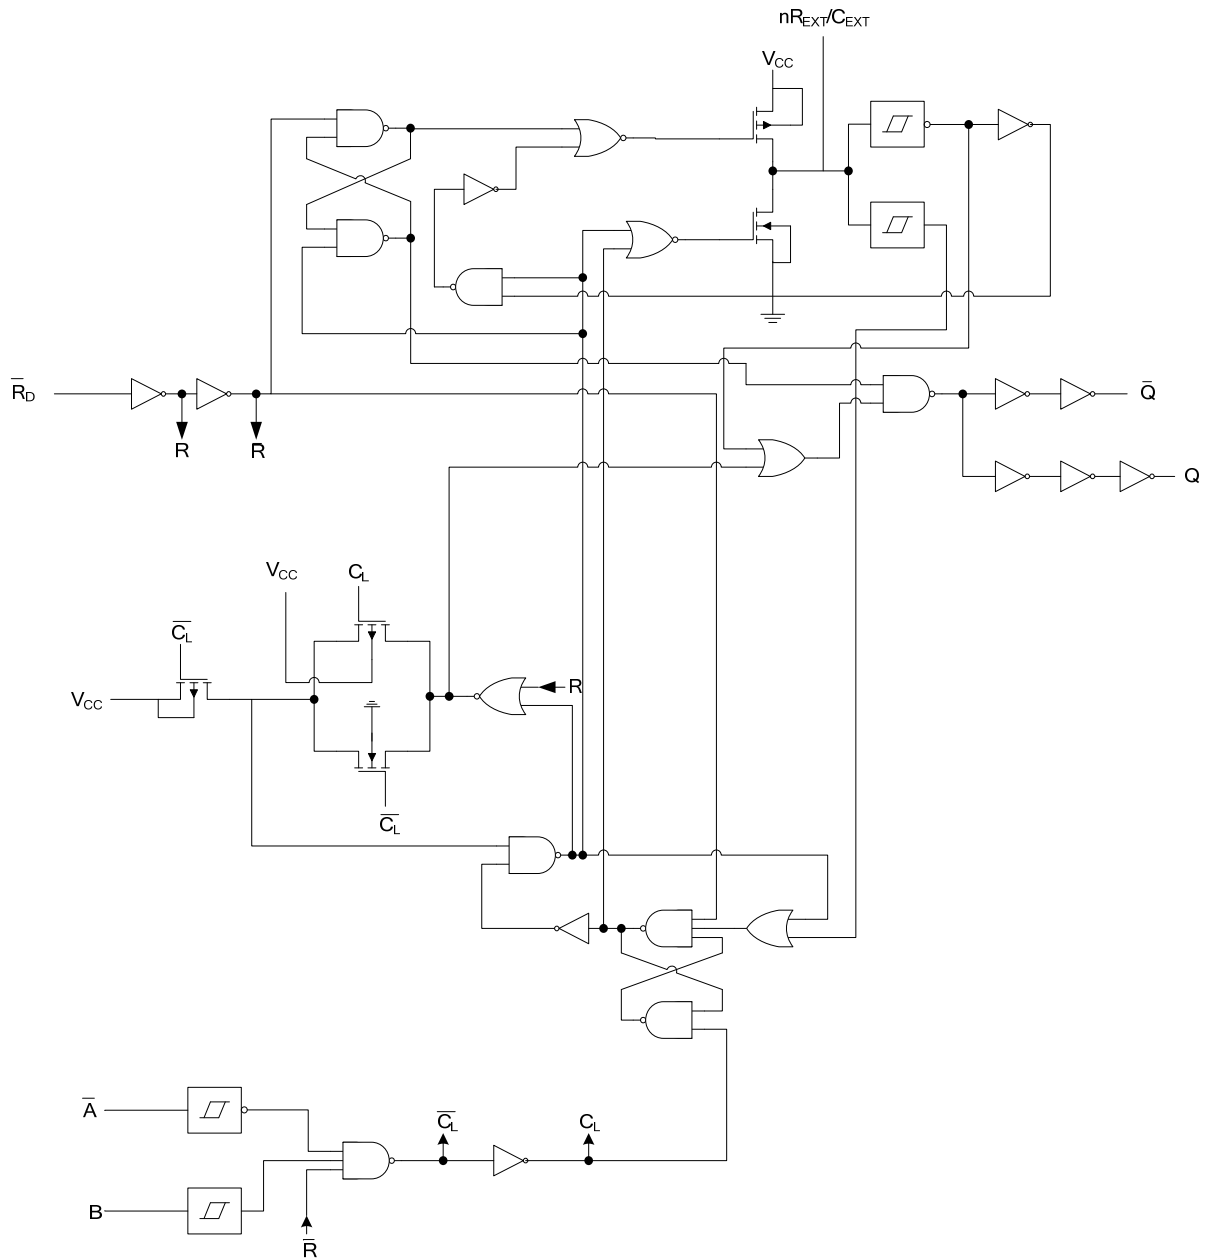 nR_EXT/C_EXT
V_CC
R̅_D
Q̅
R
R
Q
V_CC
C_L
C̅_L̅
V_CC
R
C̅_L̅
A̅
C̅_L̅
C_L
B
R̅